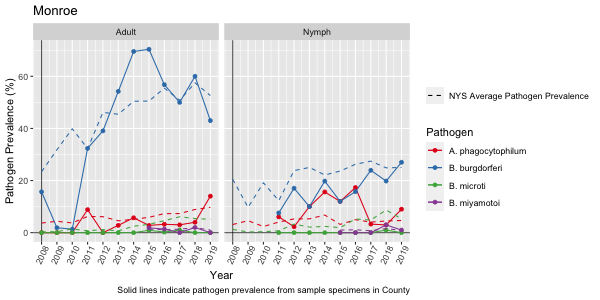 Monroe
Adult
Nymph
Pathogen Prevalence (%)
60
40
20
0
2008 2009 2010 2011 2012 2013 2014 2015 2016 2017 2018 2019
2008 2009 2010 2011 2012 2013 2014 2015 2016 2017 2018 2019
Year
Solid lines indicate pathogen prevalence from sample specimens in County
NYS Average Pathogen Prevalence
Pathogen
A. phagocytophilum
B. burgdorferi
B. microti
B. miyamotoi